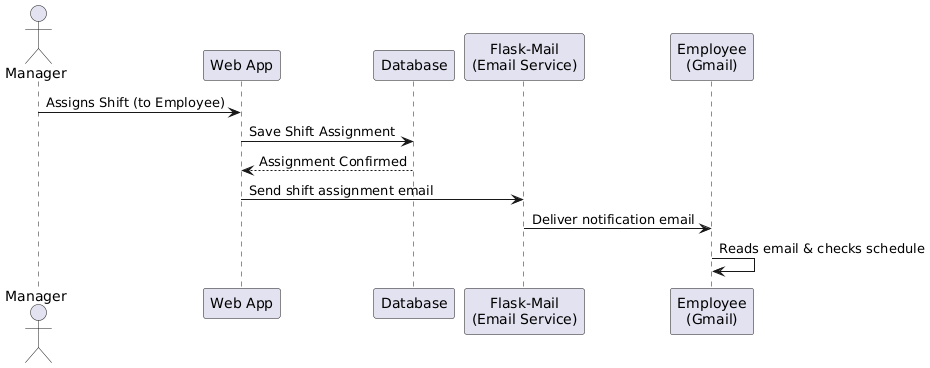 Manager
Web App
Database
Flask-Mail
(Email Service)
Employee
(Gmail)
Assigns Shift (to Employee)
Save Shift Assignment
Assignment Confirmed
Send shift assignment email
Deliver notification email
Reads email & checks schedule
Manager
Web App
Database
Flask-Mail
(Email Service)
Employee
(Gmail)